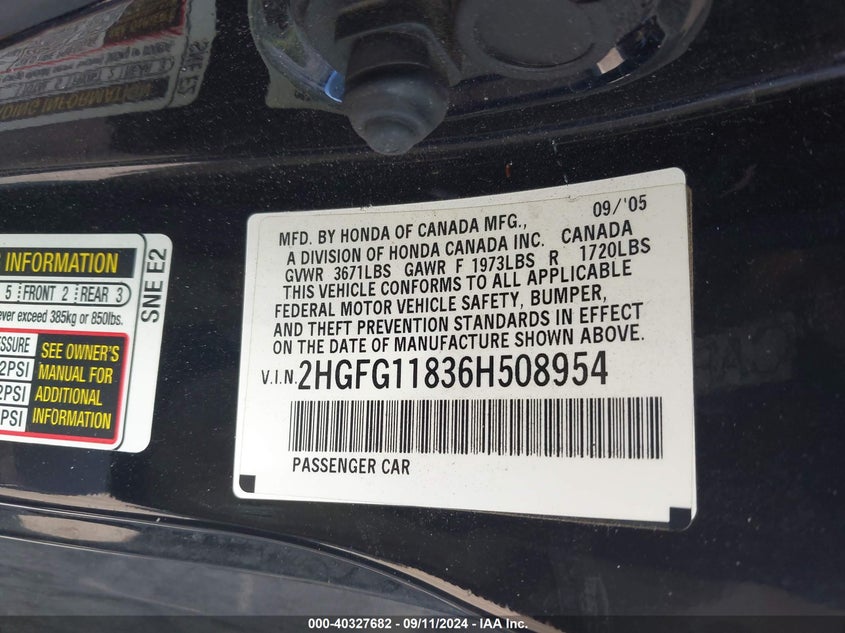 09/'05
MFD. BY HONDA OF CANADA MFG.,
A DIVISION OF HONDA CANADA INC. CANADA
GVWR 3671LBS GAWR F 1973LBS R 1720LBS
THIS VEHICLE CONFORMS TO ALL APPLICABLE
FEDERAL MOTOR VEHICLE SAFETY, BUMPER,
AND THEFT PREVENTION STANDARDS IN EFFECT
ON THE DATE OF MANUFACTURE SHOWN ABOVE.
V.I.N. 2HGFG11836H508954
PASSENGER CAR
INFORMATION
5 FRONT 2 REAR 3
exceed 385kg or 850lbs.
SEE OWNER'S
MANUAL FOR
ADDITIONAL
INFORMATION
2PSI
2PSI
PSI
SNE E2
000-40327682 - 09/11/2024 - IAA Inc.